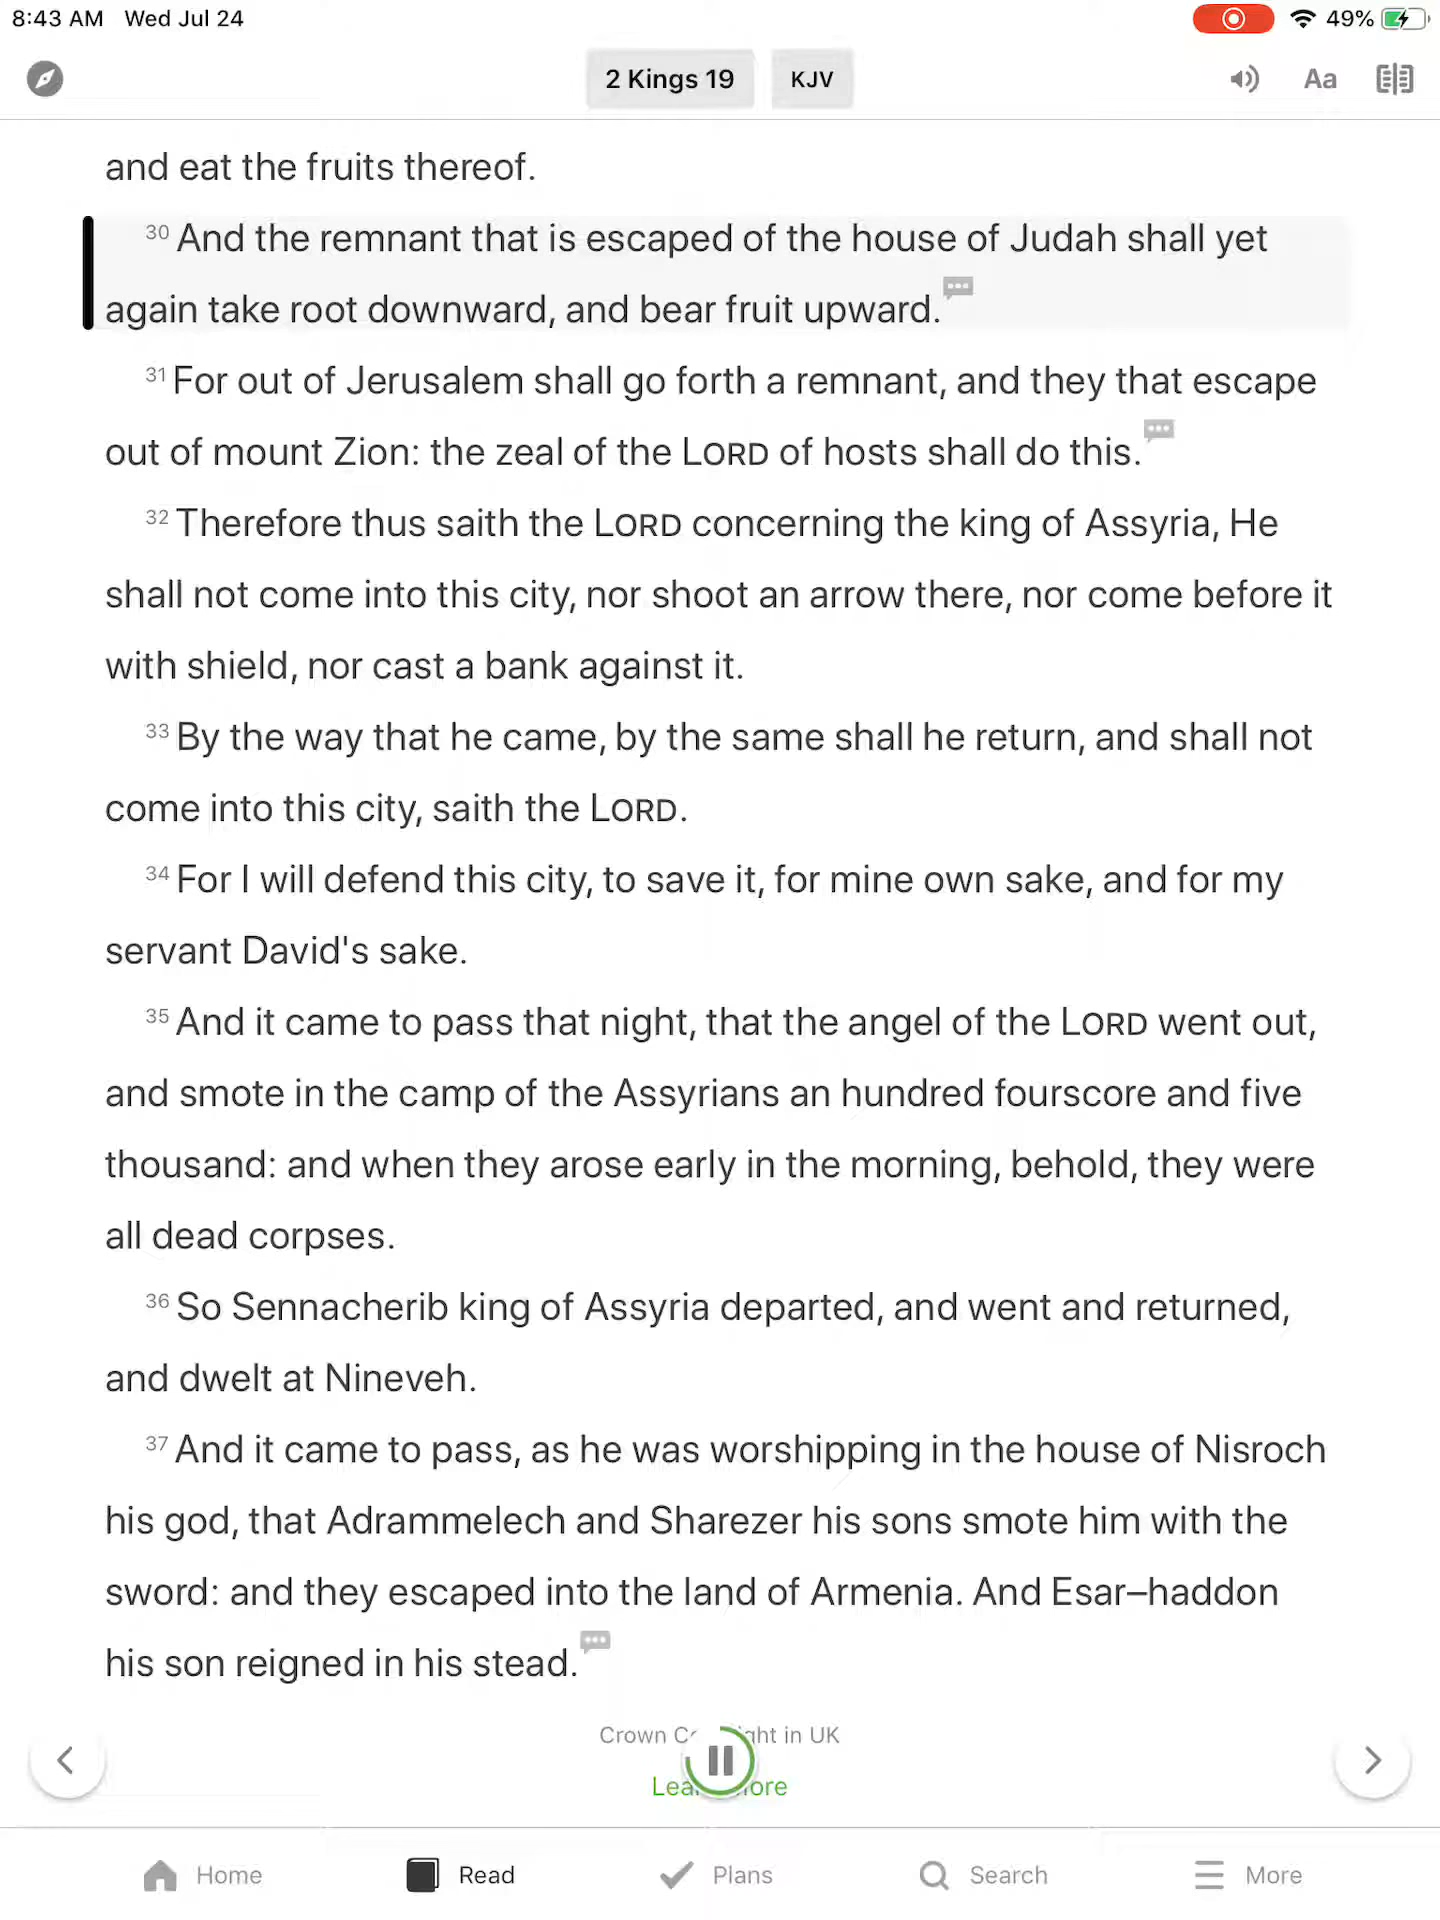 8:43 AM Wed Jul 24 49%
2 Kings 19 KJV Aa
and eat the fruits thereof.
30 And the remnant that is escaped of the house of Judah shall yet
again take root downward, and bear fruit upward.
31 For out of Jerusalem shall go forth a remnant, and they that escape
out of mount Zion: the zeal of the LORD of hosts shall do this.
32 Therefore thus saith the LORD concerning the king of Assyria, He
shall not come into this city, nor shoot an arrow there, nor come before it
with shield, nor cast a bank against it.
33 By the way that he came, by the same shall he return, and shall not
come into this city, saith the LORD.
34 For I will defend this city, to save it, for mine own sake, and for my
servant David's sake.
35 And it came to pass that night, that the angel of the LORD went out,
and smote in the camp of the Assyrians an hundred fourscore and five
thousand: and when they arose early in the morning, behold, they were
all dead corpses.
36 So Sennacherib king of Assyria departed, and went and returned,
and dwelt at Nineveh.
37 And it came to pass, as he was worshipping in the house of Nisroch
his god, that Adrammelech and Sharezer his sons smote him with the
sword: and they escaped into the land of Armenia. And Esar–haddon
his son reigned in his stead.
Crown in UK
Home Read Plans Search More